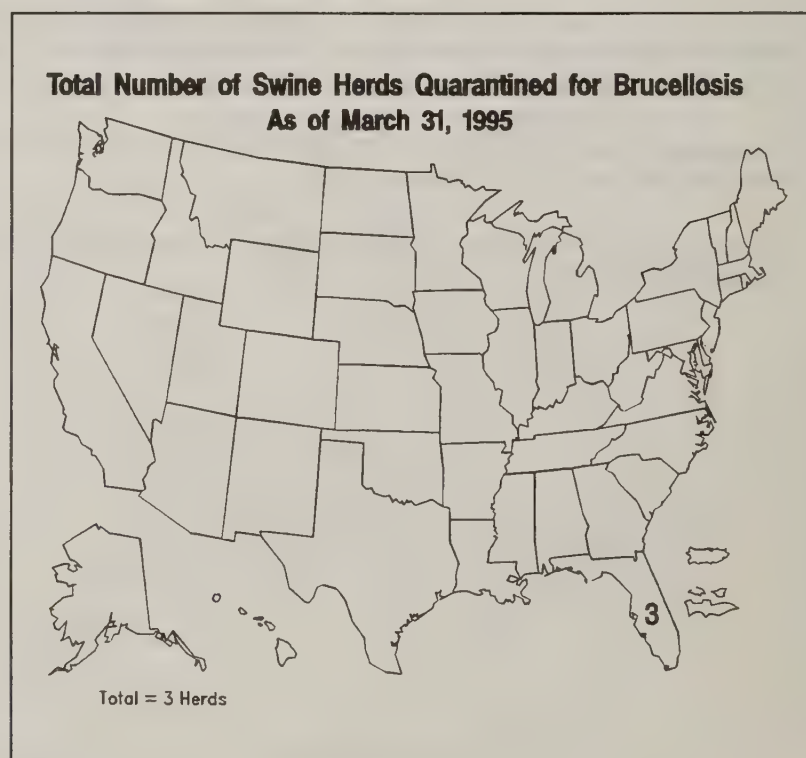 Total Number of Swine Herds Quarantined for Brucellosis
As of March 31, 1995
3
Total = 3 Herds